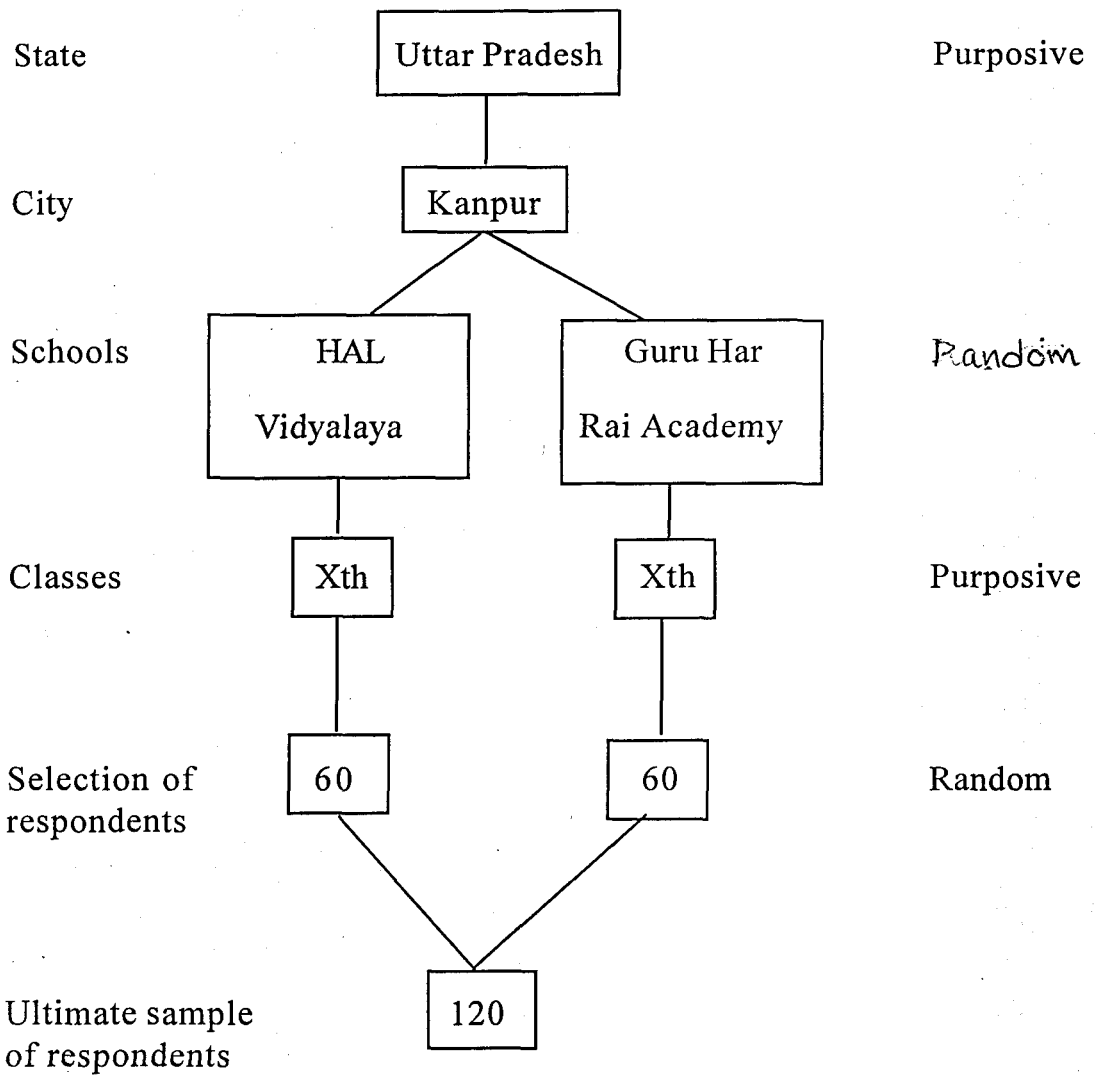 State Uttar Pradesh Purposive
City Kanpur
Schools HAL Guru Har Random
Vidyalaya Rai Academy
Classes Xth Xth Purposive
Selection of 60 60 Random
respondents
Ultimate sample 120
of respondents